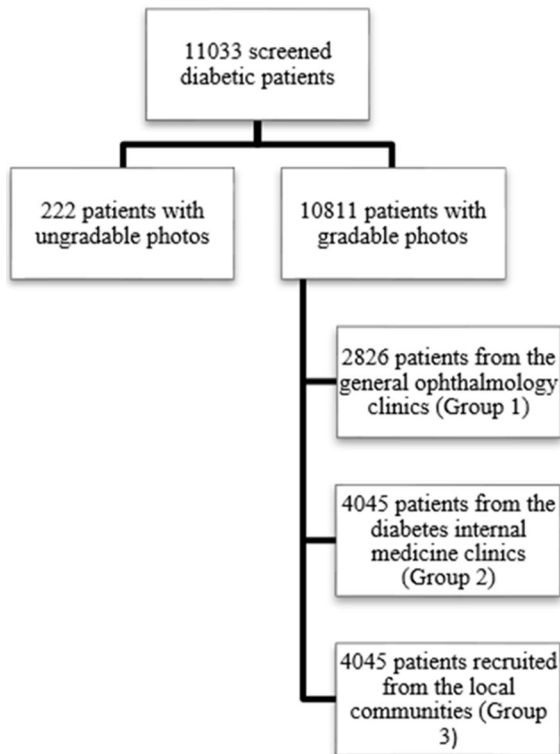 11033 screened
diabetic patients
222 patients with
ungradable photos
10811 patients with
gradable photos
2826 patients from the
general ophthalmology
clinics (Group 1)
4045 patients from the
diabetes internal
medicine clinics
(Group 2)
4045 patients recruited
from the local
communities (Group
3)